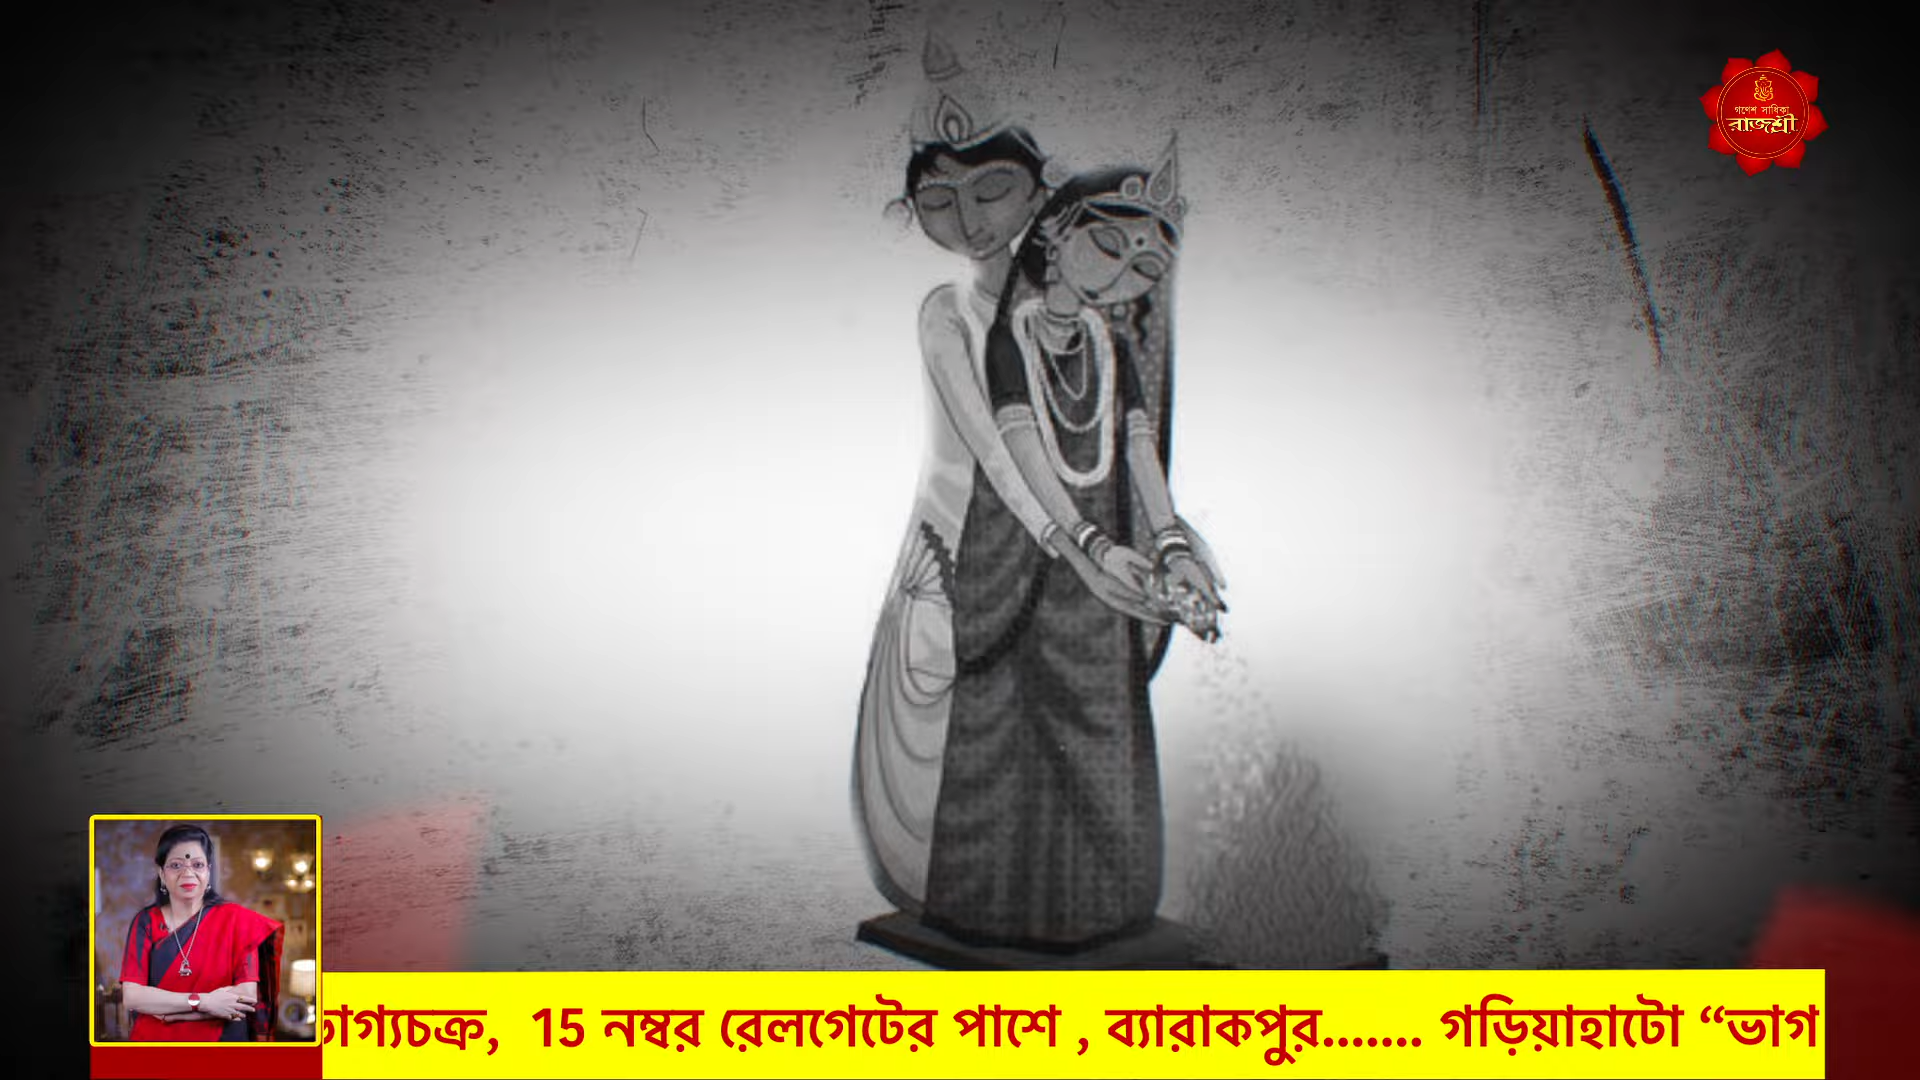 গণেশ সাধিকা
রাজশ্রী
ভাগ্যচক্র, 15 নম্বর রেলগেটের পাশে , ব্যারাকপুর....... গড়িয়াহাটো “ভাগ